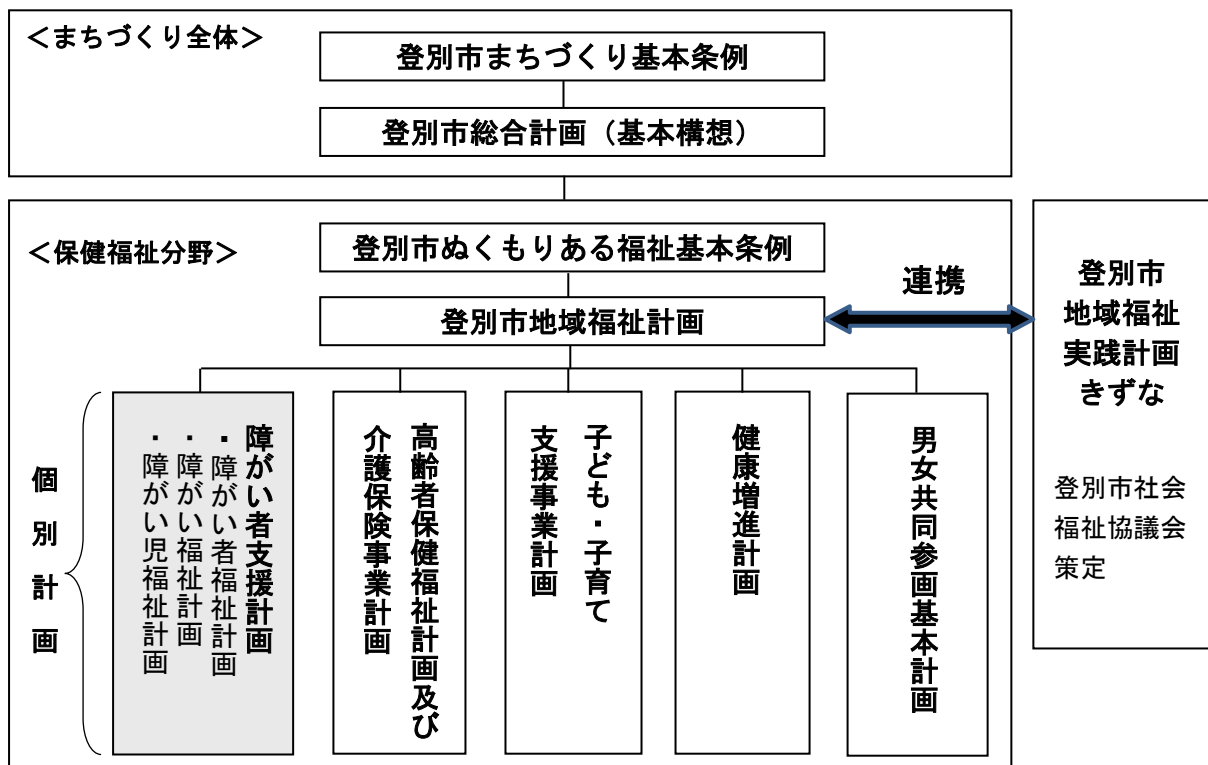 ＜まちづくり全体＞
登別市まちづくり基本条例
登別市総合計画（基本構想）
＜保健福祉分野＞
登別市ぬくもりある福祉基本条例
登別市地域福祉計画
連携
登別市
地域福祉
実践計画
きずな
登別市社会
福祉協議会
策定
個別計画
障がい者支援計画
・障がい者福祉計画
・障がい福祉計画
・障がい児福祉計画
高齢者保健福祉計画及び
介護保険事業計画
子ども・子育て
支援事業計画
健康増進計画
男女共同参画基本計画